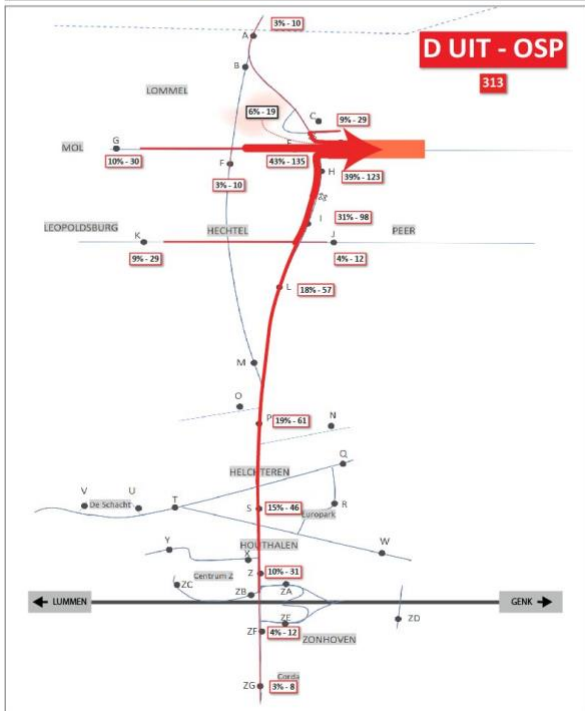 3% - 10
A
D UIT - OSP
313
B
LOMMEL
6% - 19
C
9% - 29
MOL
G
10% - 30
F
43% - 135
H
39% - 123
3% - 10
I
31% - 98
LEOPOLDSBURG
K
HECHTEL
J
PEER
9% - 29
4% - 12
L
18% - 57
M
O
P
19% - 61
N
HELCHTEREN
Q
V
U
De Schacht
T
S
15% - 46
R
Europark
Y
HOUTHALEN
X
W
Z
10% - 31
Centrum Z
ZC
ZB
ZA
LUMMEN
GENK
ZE
ZD
ZF
4% - 12
ZONHOVEN
Corda
ZG
3% - 8